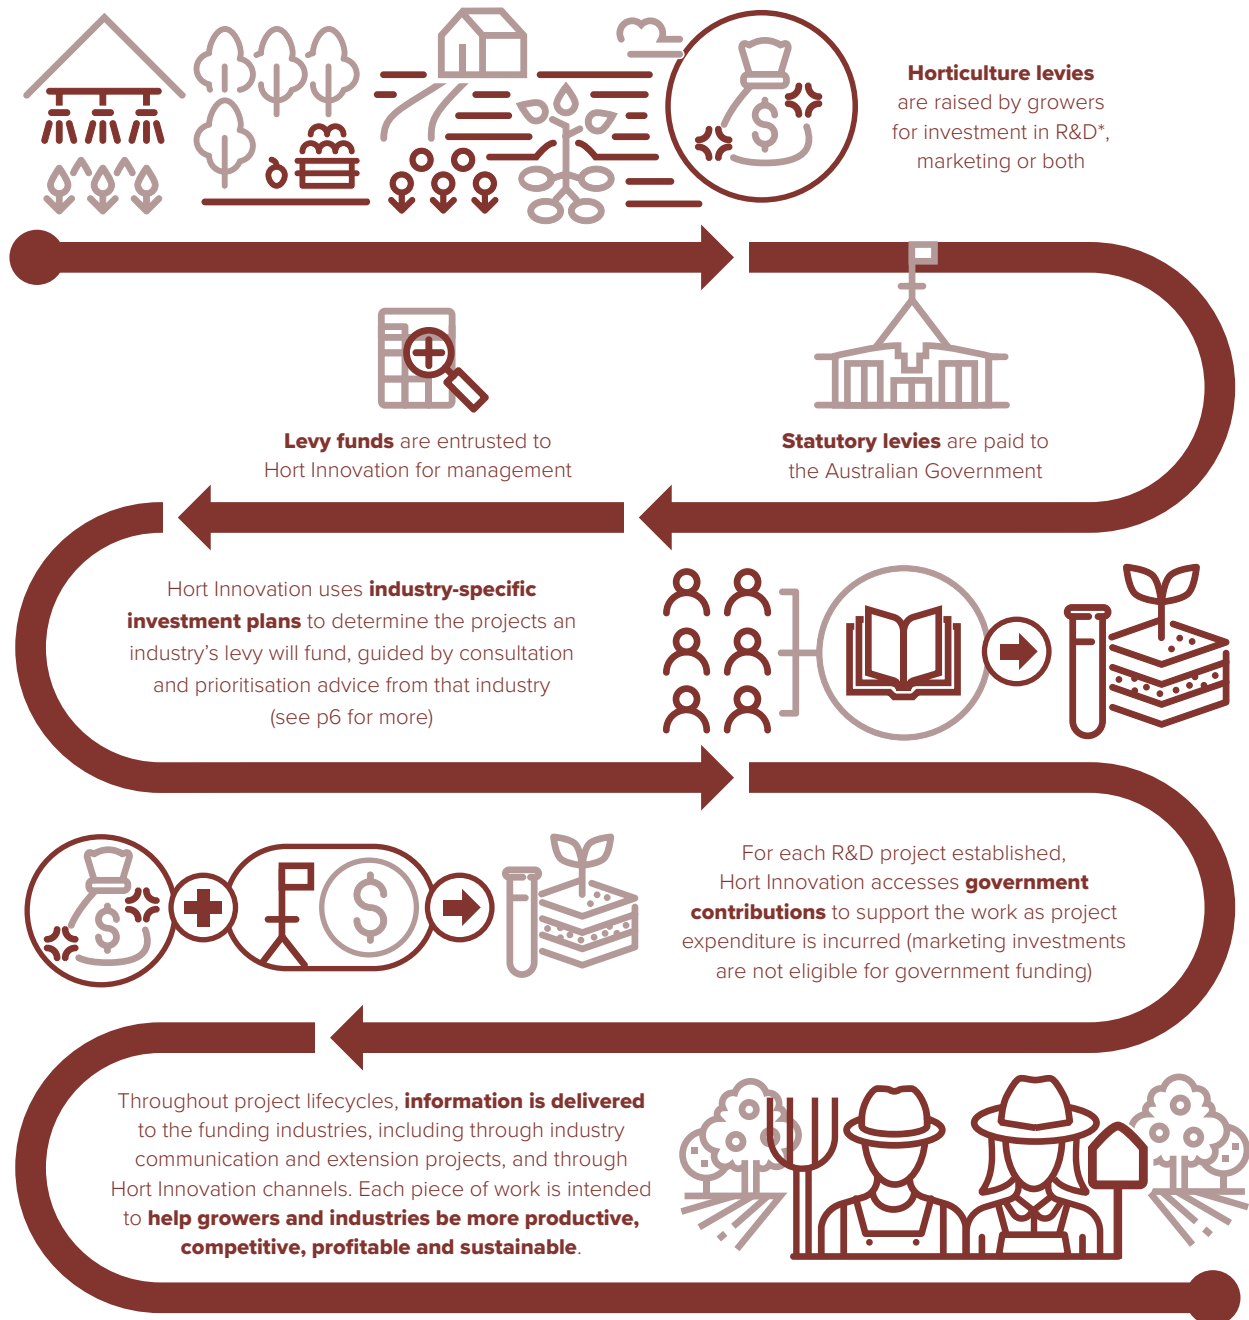 Horticulture levies
are raised by growers
for investment in R&D*,
marketing or both
Statutory levies are paid to
the Australian Government
Levy funds are entrusted to
Hort Innovation for management
Hort Innovation uses industry-specific
investment plans to determine the projects an
industry’s levy will fund, guided by consultation
and prioritisation advice from that industry
(see p6 for more)
For each R&D project established,
Hort Innovation accesses government
contributions to support the work as project
expenditure is incurred (marketing investments
are not eligible for government funding)
Throughout project lifecycles, information is delivered
to the funding industries, including through industry
communication and extension projects, and through
Hort Innovation channels. Each piece of work is intended
to help growers and industries be more productive,
competitive, profitable and sustainable.